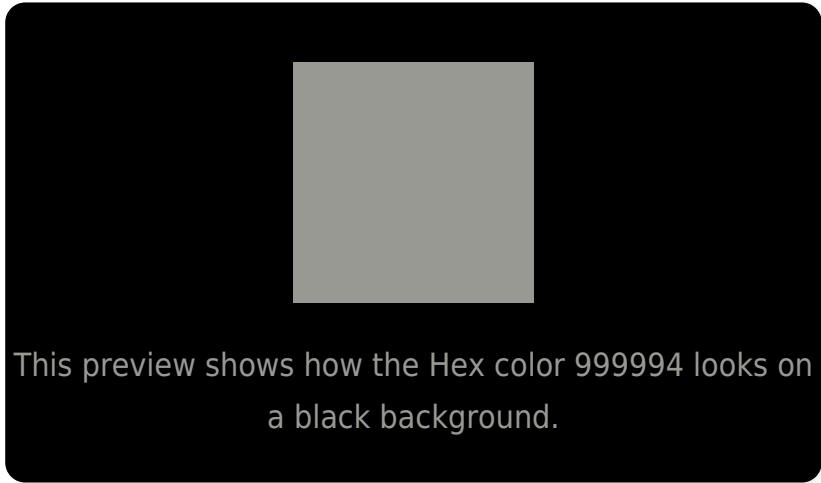 This preview shows how the Hex color 999994 looks on
a black background.